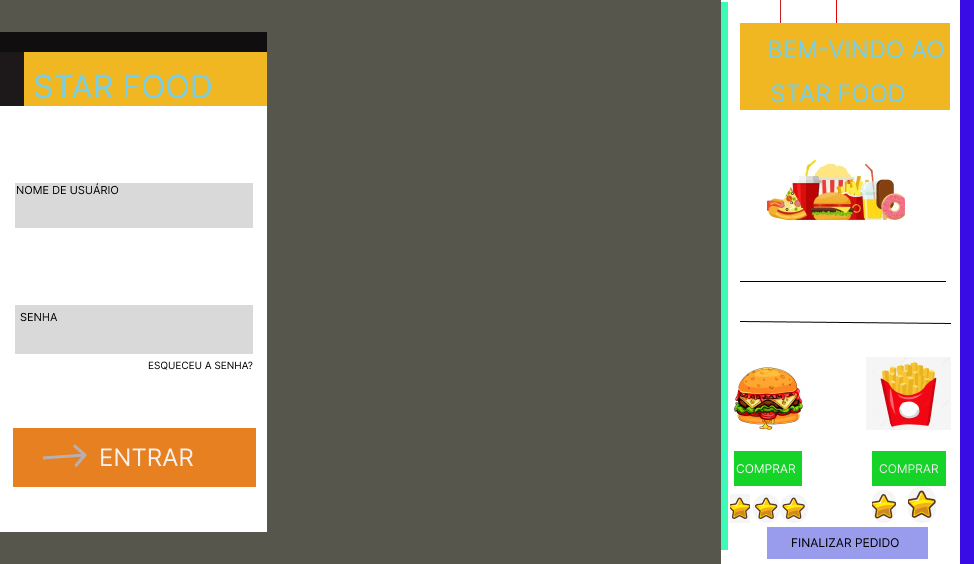 STAR FOOD
NOME DE USUÁRIO
SENHA
ESQUECEU A SENHA?
ENTRAR
BEM-VINDO AO
STAR FOOD
COMPRAR
COMPRAR
FINALIZAR PEDIDO